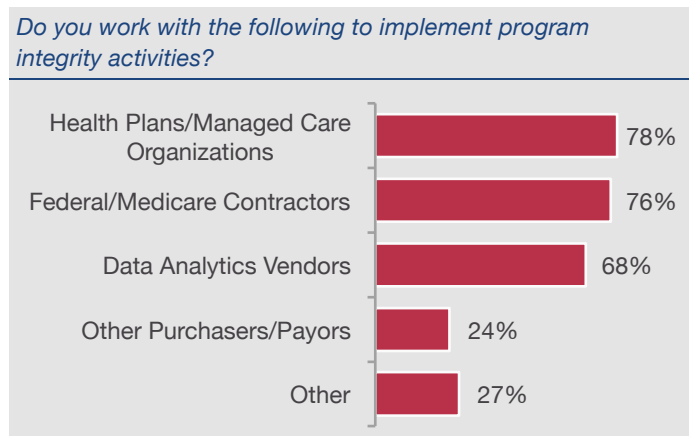 Do you work with the following to implement program
integrity activities?
Health Plans/Managed Care
Organizations
78%
Federal/Medicare Contractors
76%
Data Analytics Vendors
68%
Other Purchasers/Payors
24%
Other
27%